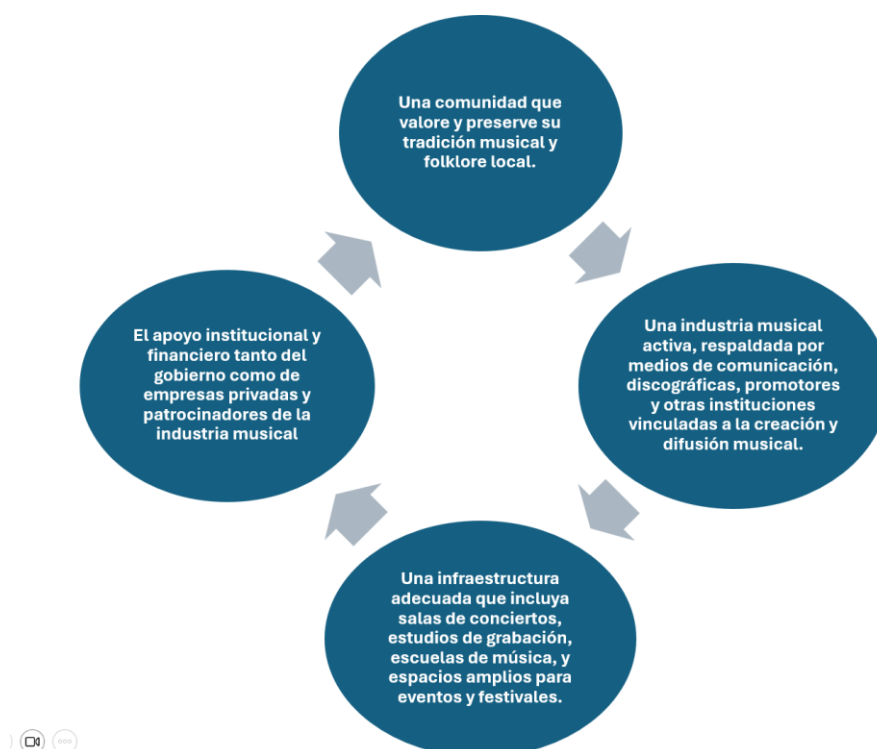 Una comunidad que
valore y preserve su
tradición musical y
folklore local.
Una industria musical
activa, respaldada por
medios de comunicación,
discográficas, promotores
y otras instituciones
vinculadas a la creación y
difusión musical.
Una infraestructura
adecuada que incluya
salas de conciertos,
estudios de grabación,
escuelas de música, y
espacios amplios para
eventos y festivales.
El apoyo institucional y
financiero tanto del
gobierno como de
empresas privadas y
patrocinadores de la
industria musical